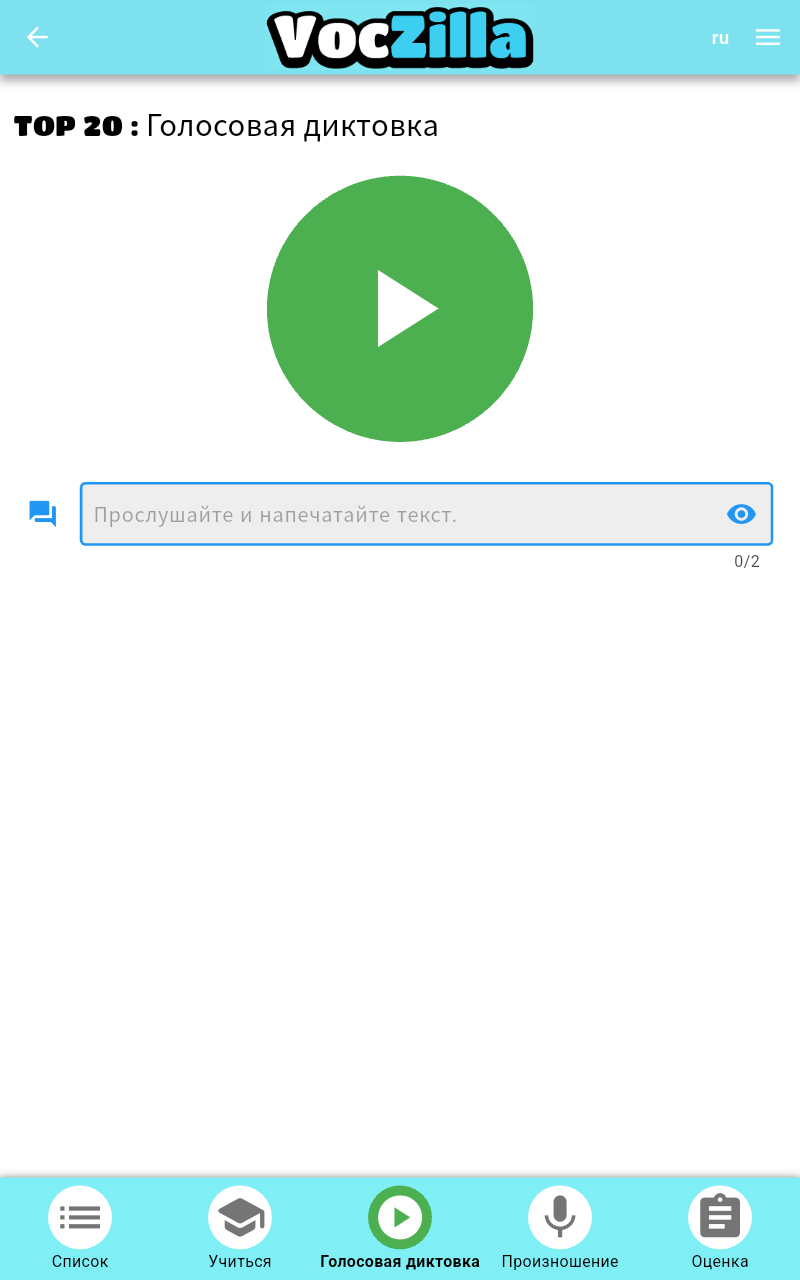 VocZilla
ru
TOP 20 : Голосовая диктовка
Прослушайте и напечатайте текст.
0/2
Список
Учиться
Голосовая диктовка
Произношение
Оценка